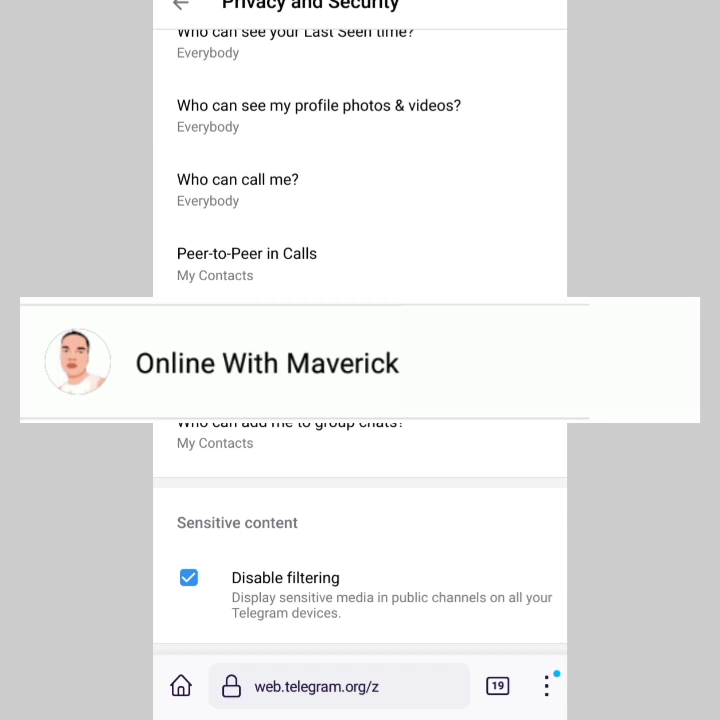 Privacy and Security
Who can see your Last Seen time?
Everybody
Who can see my profile photos & videos?
Everybody
Who can call me?
Everybody
Peer-to-Peer in Calls
My Contacts
Online With Maverick
Who can add me to group chats?
My Contacts
Sensitive content
Disable filtering
Display sensitive media in public channels on all your
Telegram devices.
web.telegram.org/z
19